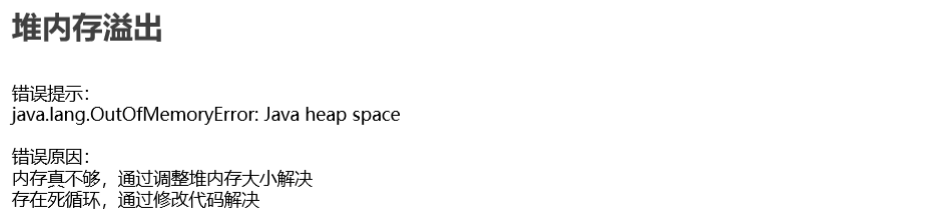 堆内存溢出
错误提示：
java.lang.OutOfMemoryError: Java heap space
错误原因：
内存真不够，通过调整堆内存大小解决
存在死循环，通过修改代码解决